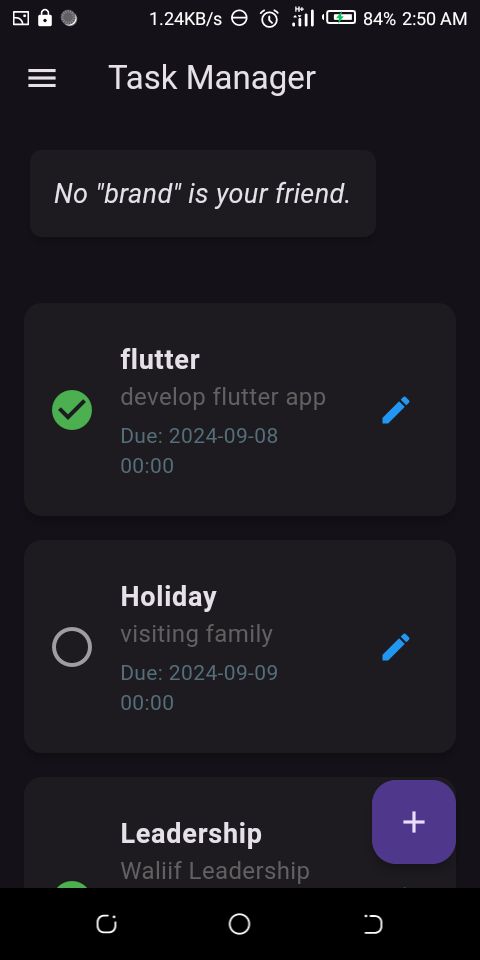 1.24KB/s H+ 84% 2:50 AM
Task Manager
No "brand" is your friend.
flutter
develop flutter app
Due: 2024-09-08
00:00
Holiday
visiting family
Due: 2024-09-09
00:00
Leadership
Waliif Leadership